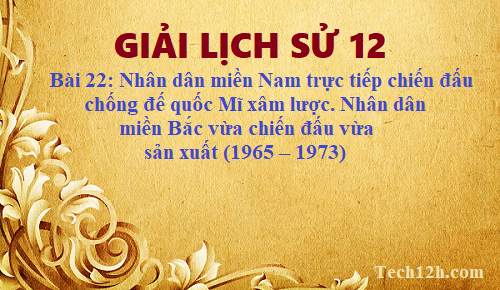 GIẢI LỊCH SỬ 12
Bài 22: Nhân dân miền Nam trực tiếp chiến đấu
chống đế quốc Mĩ xâm lược. Nhân dân
miền Bắc vừa chiến đấu vừa
sản xuất (1965 – 1973)
Tech12h.com